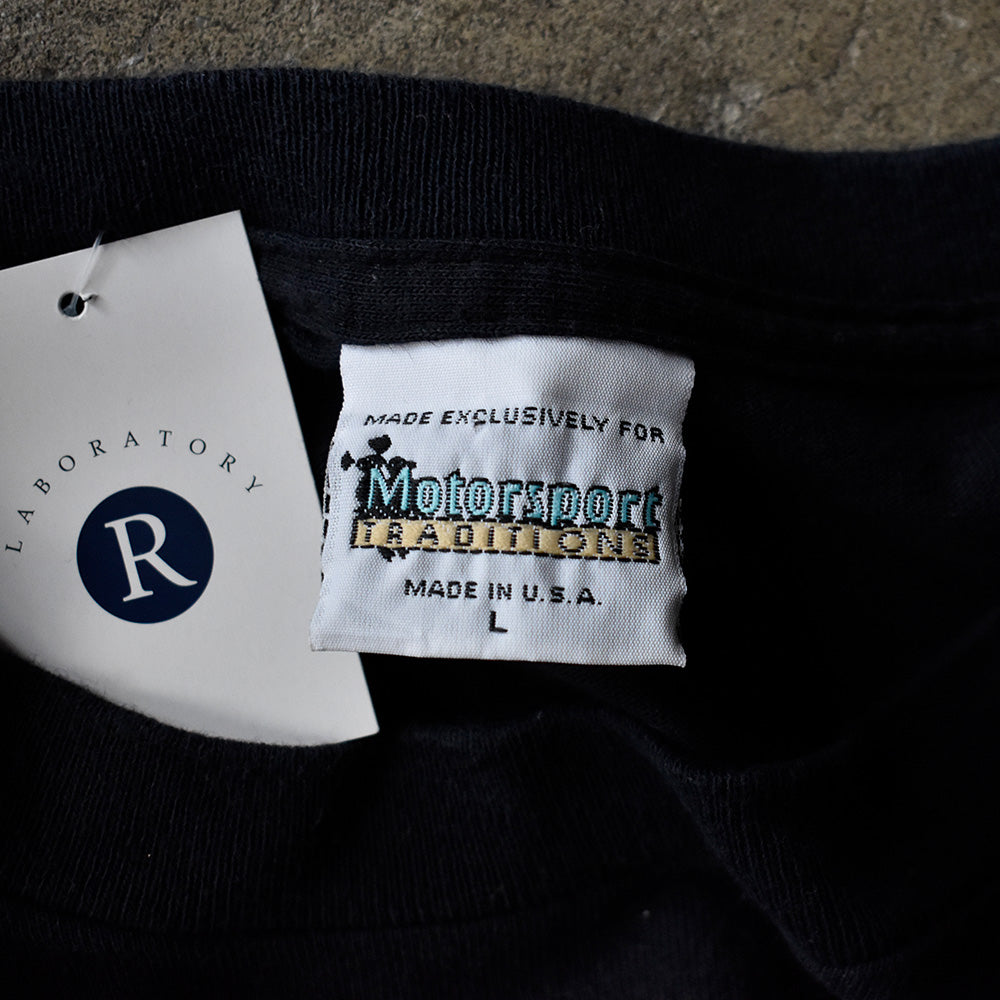 LABORATORY
R
MADE EXCLUSIVELY FOR
Motorsport
TRADITIONS
MADE IN U.S.A.
L